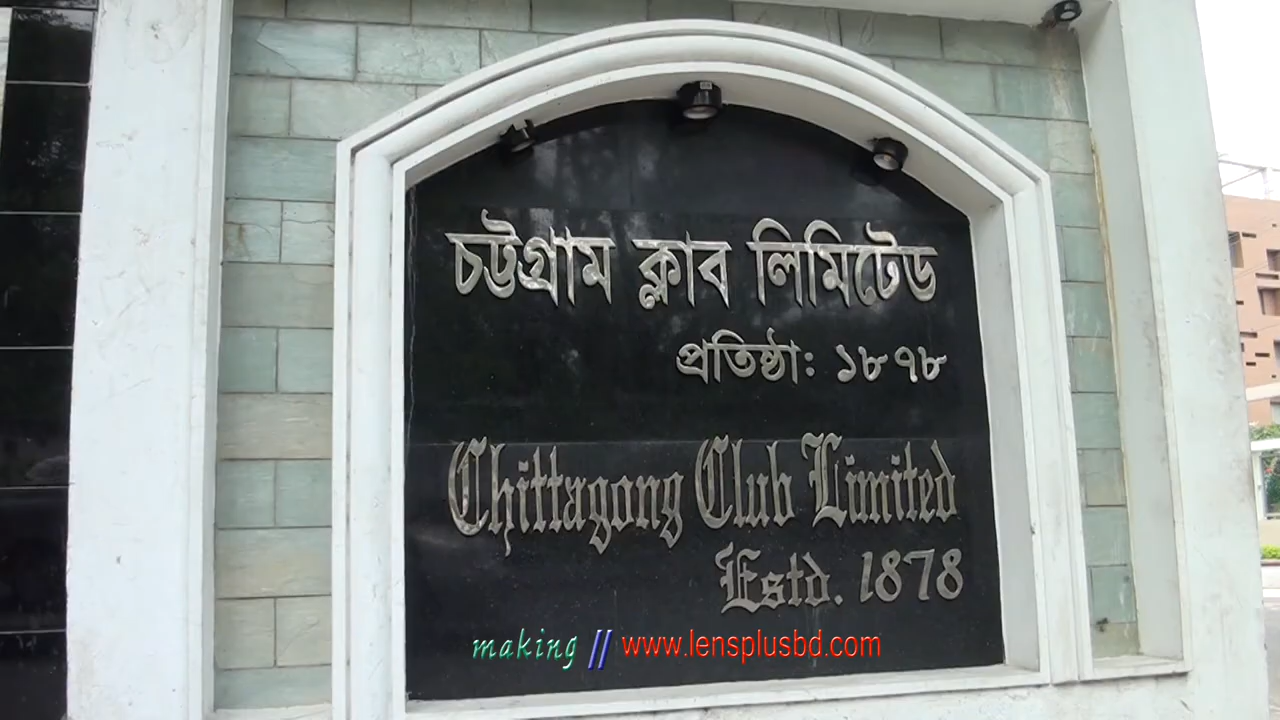 চট্টগ্রাম ক্লাব লিমিটেড
প্রতিষ্ঠা: ১৮৭৮
Chittagong Club Limited
Estd. 1878
making // www.lensplusbd.com